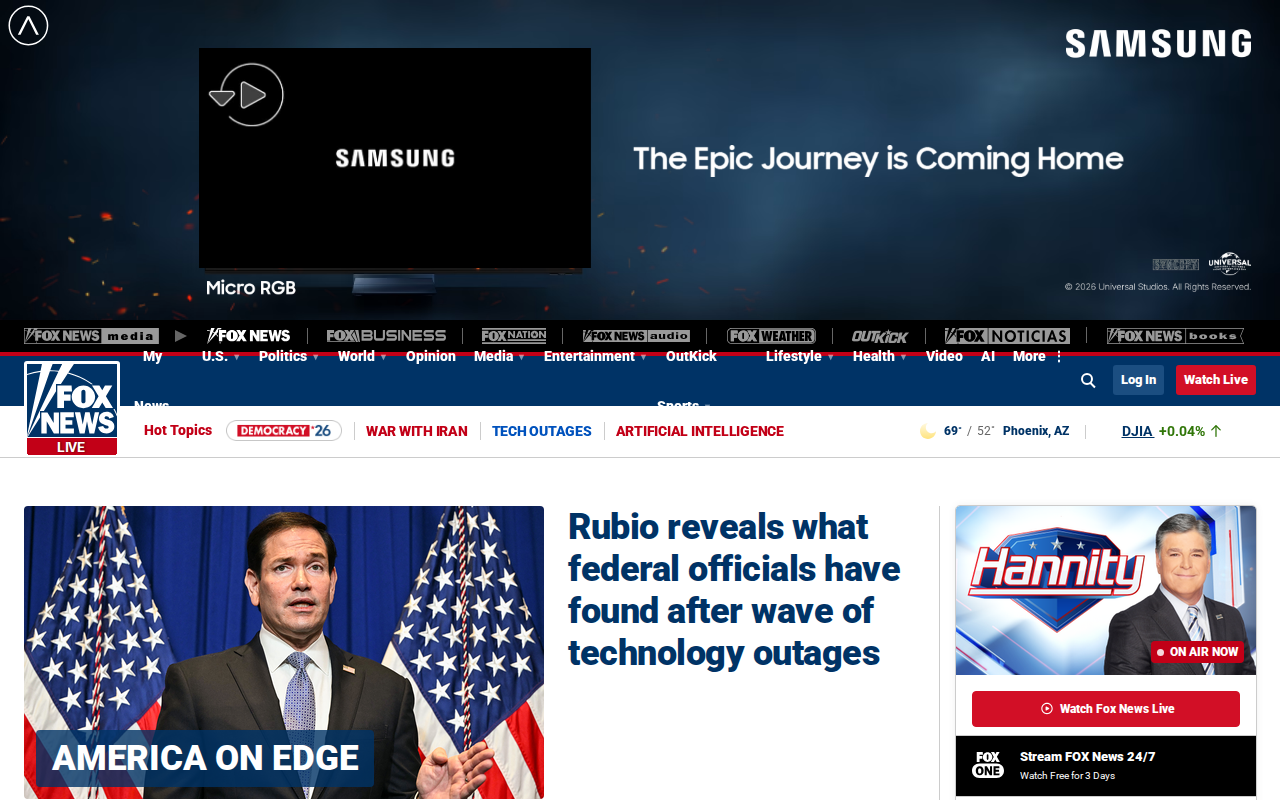 SAMSUNG
SAMSUNG
The Epic Journey is Coming Home
Micro RGB
UNIVERSAL
© 2026 Universal Studios. All Rights Reserved.
FOX NEWS media
FOX NEWS
FOX BUSINESS
FOX NATION
FOX NEWS audio
FOX WEATHER
OUTKICK
FOX NOTICIAS
FOX NEWS books
My News
U.S.
Politics
World
Opinion
Media
Entertainment
OutKick Sports
Lifestyle
Health
Video
AI
More
FOX NEWS
LIVE
Log In
Watch Live
Hot Topics
DEMOCRACY '26
WAR WITH IRAN
TECH OUTAGES
ARTIFICIAL INTELLIGENCE
69° / 52° Phoenix, AZ
DJIA +0.04%
AMERICA ON EDGE
Rubio reveals what
federal officials have
found after wave of
technology outages
Hannity
ON AIR NOW
Watch Fox News Live
FOX ONE
Stream FOX News 24/7
Watch Free for 3 Days